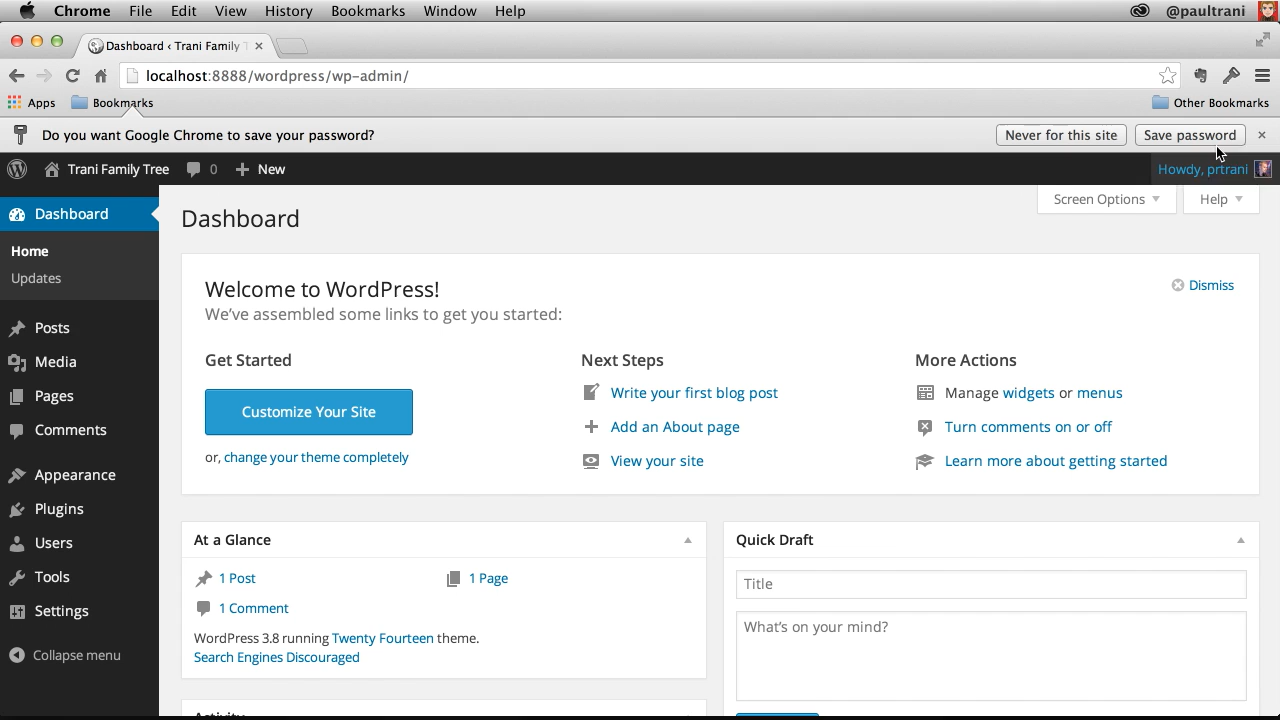 Chrome File Edit View History Bookmarks Window Help @paultrani
Dashboard ‹ Trani Family T
localhost:8888/wordpress/wp-admin/
Apps Bookmarks Other Bookmarks
Do you want Google Chrome to save your password? Never for this site Save password
Trani Family Tree 0 New Howdy, prtrani
Screen Options Help
Dashboard
Home
Updates
Posts
Media
Pages
Comments
Appearance
Plugins
Users
Tools
Settings
Collapse menu
Dashboard
Welcome to WordPress!
Dismiss
We've assembled some links to get you started:
Get Started
Customize Your Site
or, change your theme completely
Next Steps
Write your first blog post
Add an About page
View your site
More Actions
Manage widgets or menus
Turn comments on or off
Learn more about getting started
At a Glance
1 Post 1 Page
1 Comment
WordPress 3.8 running Twenty Fourteen theme.
Search Engines Discouraged
Activity
Quick Draft
Title
What's on your mind?